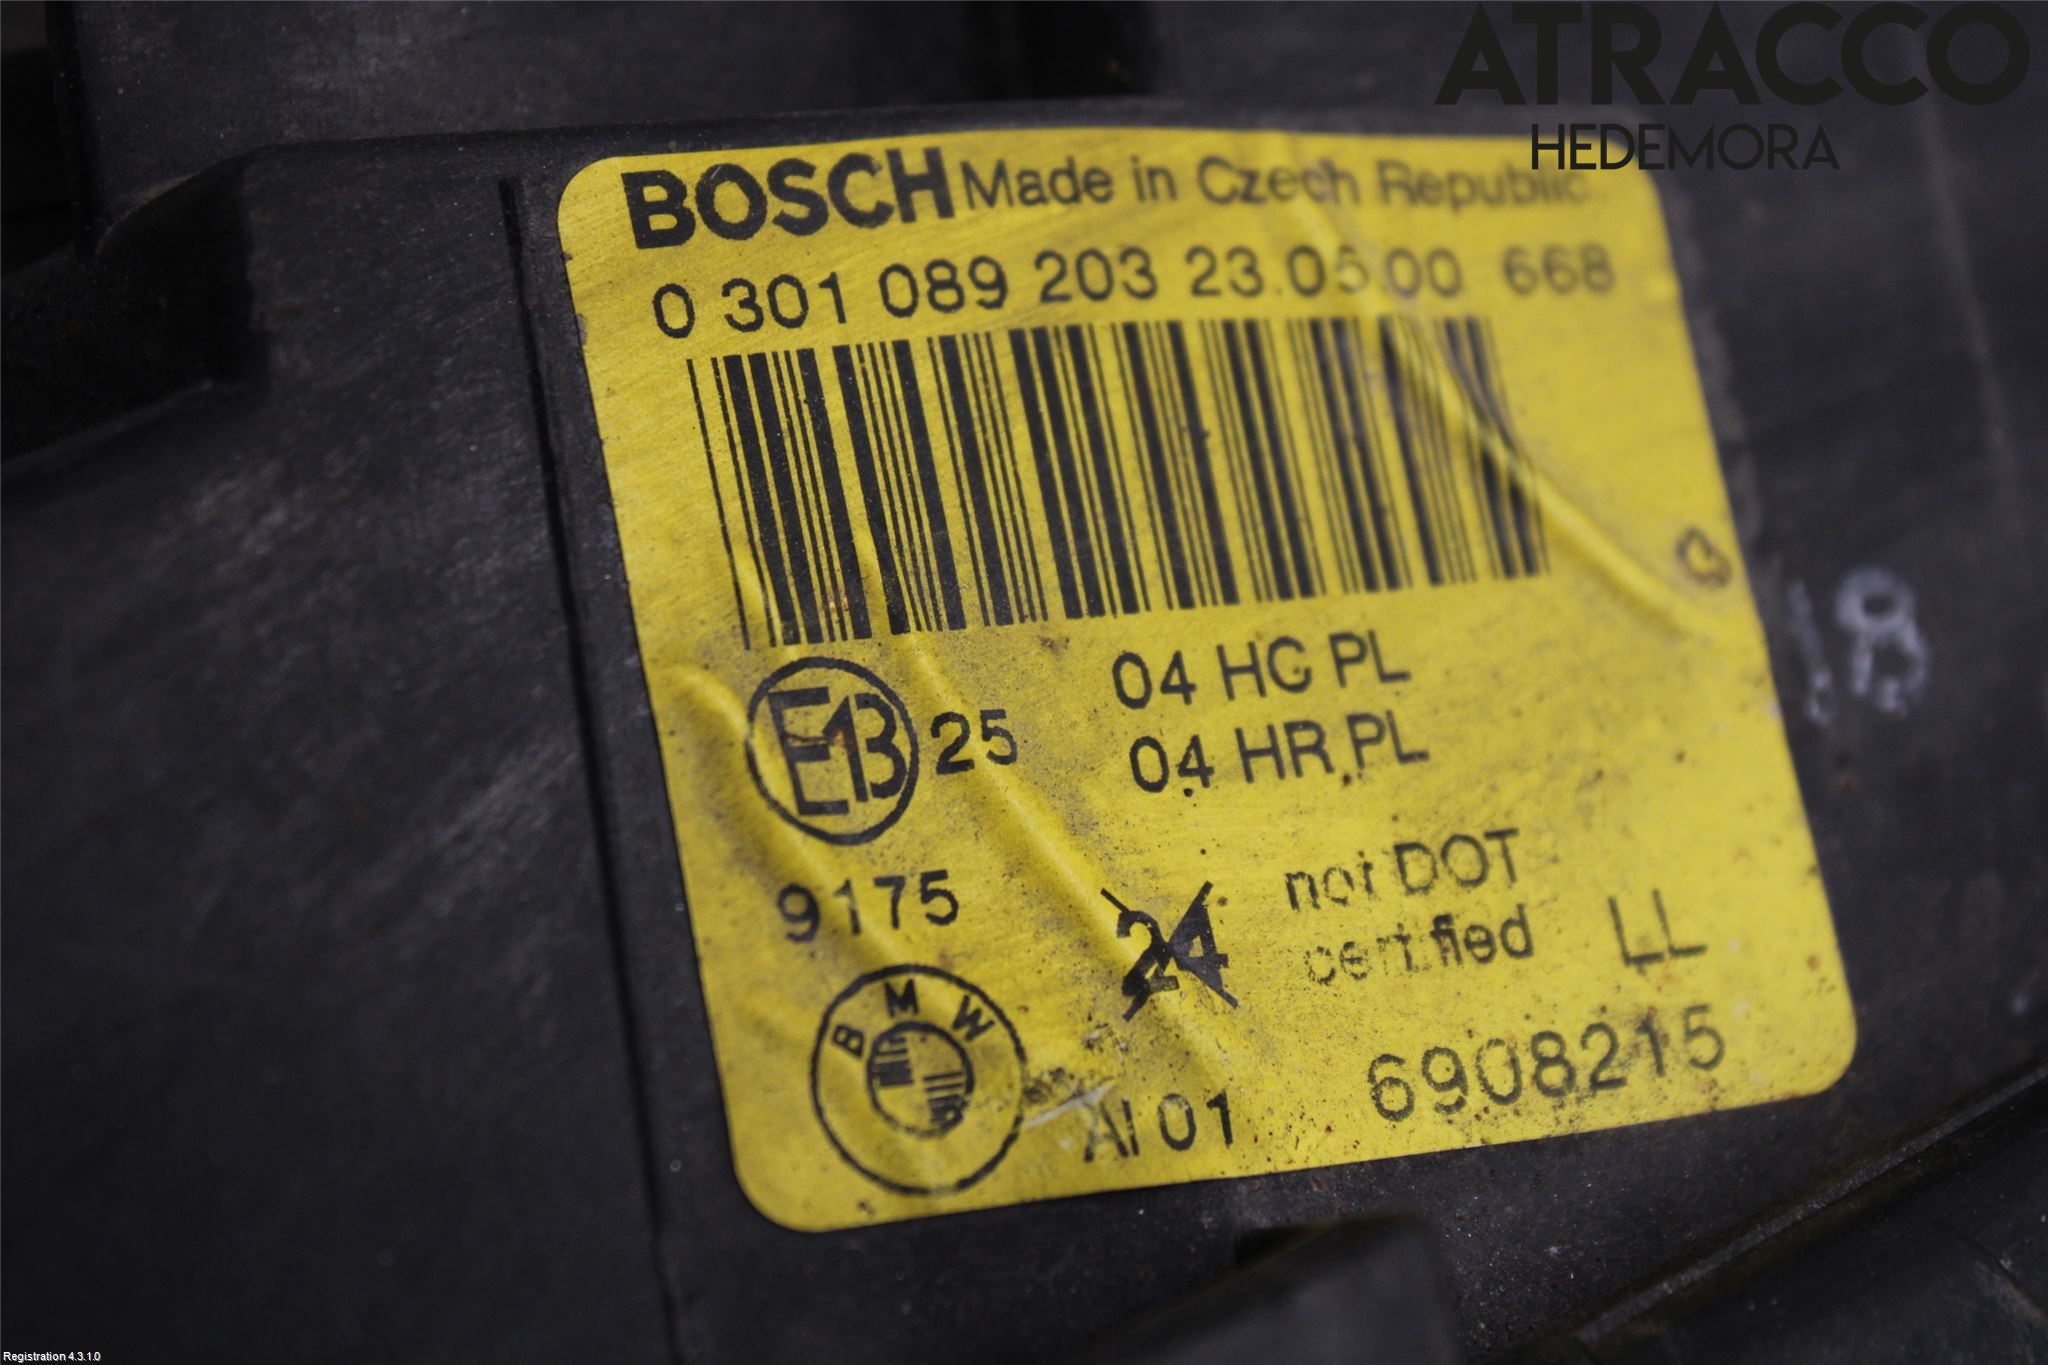 ATRACCO
HEDEMORA
BOSCH Made in Czech Republic
0 301 089 203 23.05.00 668
E13 25 04 HC PL
04 HR PL
18
9175
24 not DOT
certified LL
BMW
AI 01 6908215
Registration 4.3.1.0